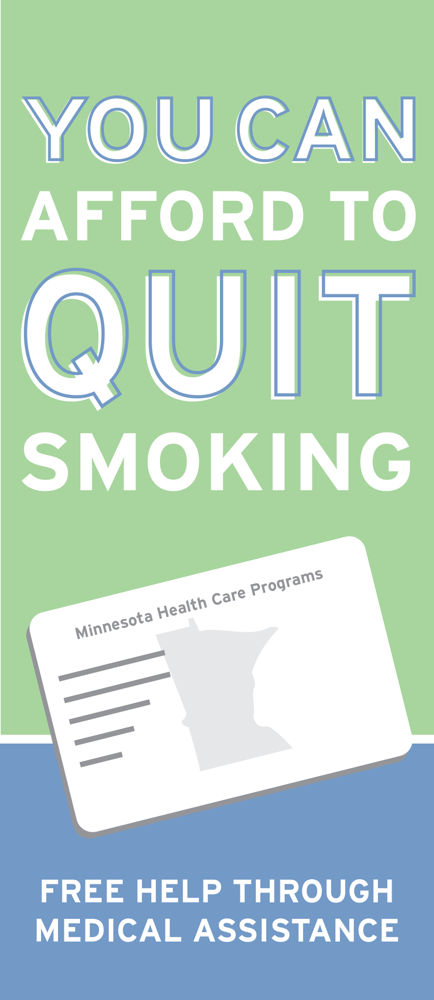 YOU CAN
AFFORD TO
QUIT
SMOKING
Minnesota Health Care Programs
FREE HELP THROUGH
MEDICAL ASSISTANCE